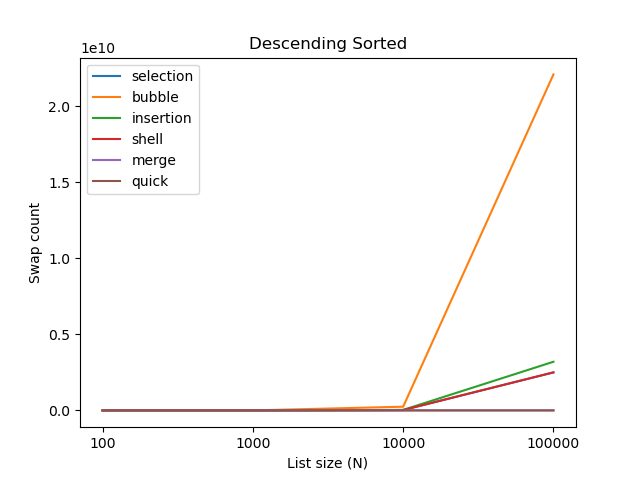 Descending Sorted
1e10
selection
bubble
insertion
shell
merge
quick
2.0
1.5
1.0
0.5
0.0
Swap count
100 1000 10000 100000
List size (N)